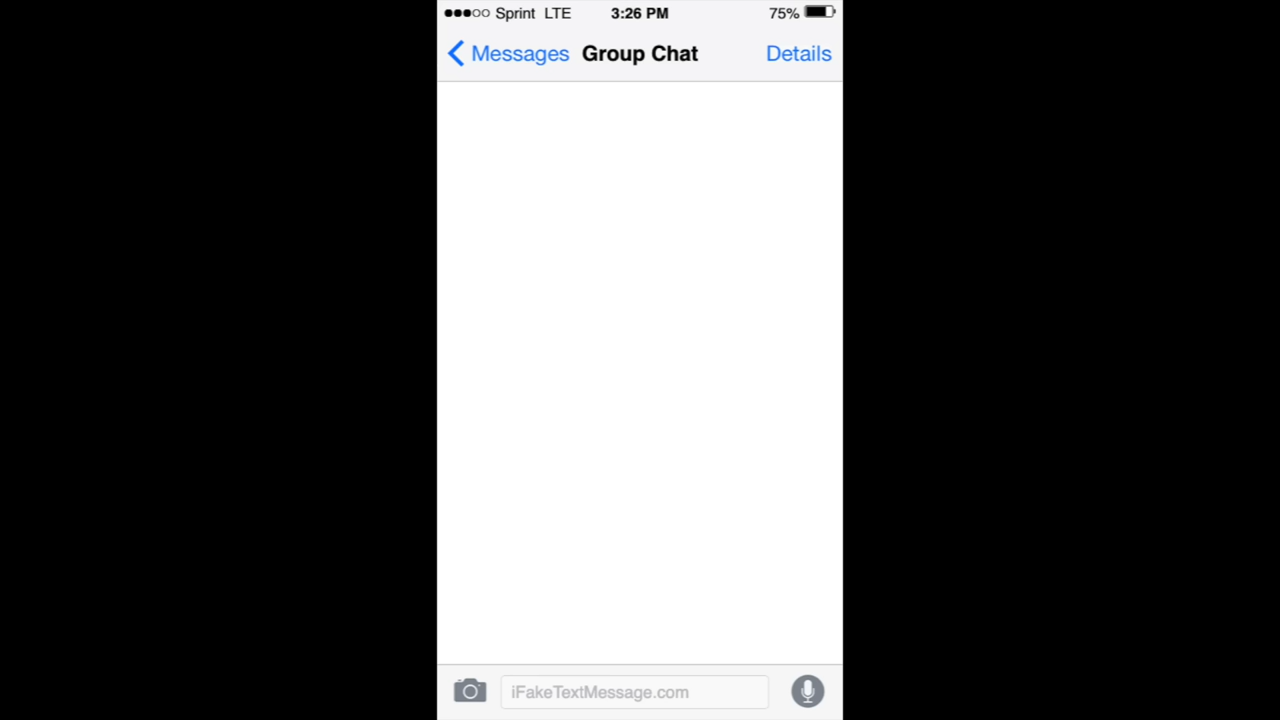 Sprint LTE 3:26 PM 75%
Messages Group Chat Details
iFakeTextMessage.com